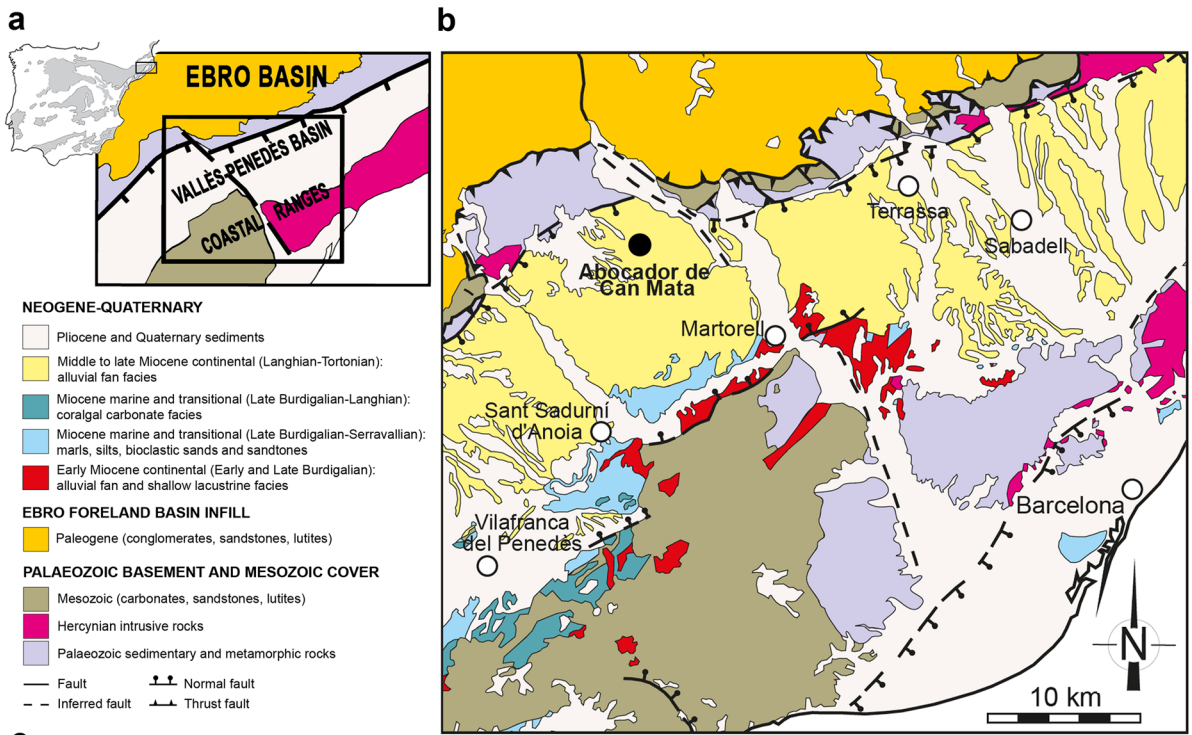 a
EBRO BASIN
VALLÈS-PENEDÈS BASIN
COASTAL
RANGES
NEOGENE-QUATERNARY
Pliocene and Quaternary sediments
Middle to late Miocene continental (Langhian-Tortonian):
alluvial fan facies
Miocene marine and transitional (Late Burdigalian-Langhian):
coralgal carbonate facies
Miocene marine and transitional (Late Burdigalian-Serravallian):
marls, silts, bioclastic sands and sandtones
Early Miocene continental (Early and Late Burdigalian):
alluvial fan and shallow lacustrine facies
EBRO FORELAND BASIN INFILL
Paleogene (conglomerates, sandstones, lutites)
PALAEOZOIC BASEMENT AND MESOZOIC COVER
Mesozoic (carbonates, sandstones, lutites)
Hercynian intrusive rocks
Palaeozoic sedimentary and metamorphic rocks
Fault
Normal fault
Inferred fault
Thrust fault
b
Terrassa
Sabadell
Abocador de
Can Mata
Martorell
Sant Sadurní
d'Anoia
Vilafranca
del Penedès
Barcelona
N
10 km